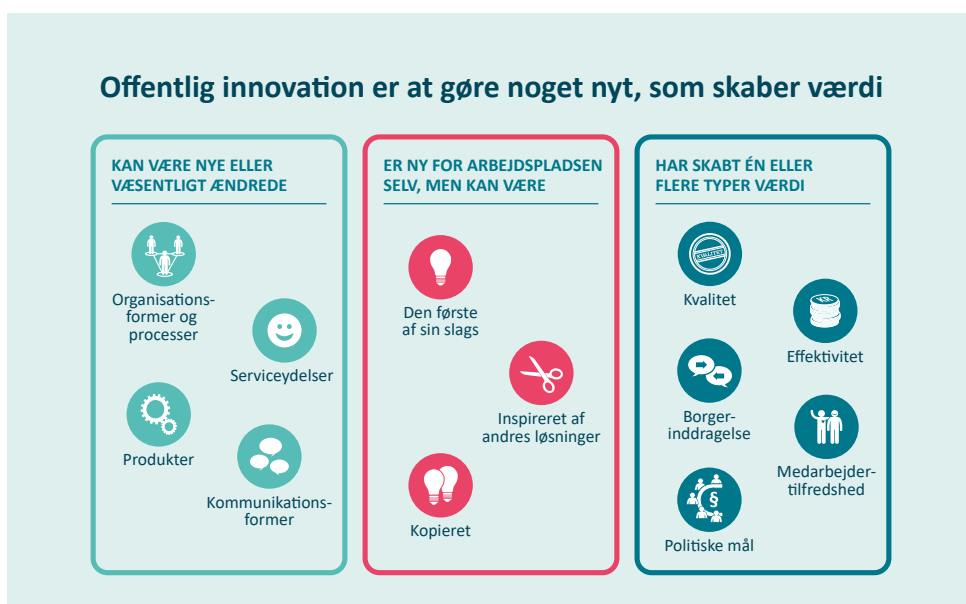 Offentlig innovation er at gøre noget nyt, som skaber værdi
KAN VÆRE NYE ELLER
VÆSENTLIGT ÆNDREDE
Organisations-
former og
processer
Serviceydelser
Produkter
Kommunikations-
former
ER NY FOR ARBEJDSPLADSEN
SELV, MEN KAN VÆRE
Den første
af sin slags
Inspireret af
andres løsninger
Kopieret
HAR SKABT ÉN ELLER
FLERE TYPER VÆRDI
KVALITET
Kvalitet
KR.
Effektivitet
Borger-
inddragelse
Medarbejder-
tilfredshed
§
Politiske mål